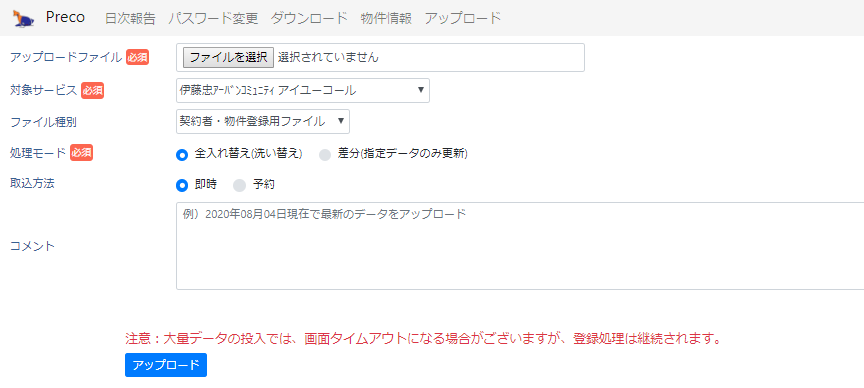 Preco 日次報告 パスワード変更 ダウンロード 物件情報 アップロード
アップロードファイル 必須 ファイルを選択 選択されていません
対象サービス 必須 伊藤忠ｱｰﾊﾞﾝｺﾐｭﾆﾃｨ アイユーコール
ファイル種別 契約者・物件登録用ファイル
処理モード 必須 全入れ替え(洗い替え) 差分(指定データのみ更新)
取込方法 即時 予約
例）2020年08月04日現在で最新のデータをアップロード
コメント
注意：大量データの投入では、画面タイムアウトになる場合がございますが、登録処理は継続されます。
アップロード